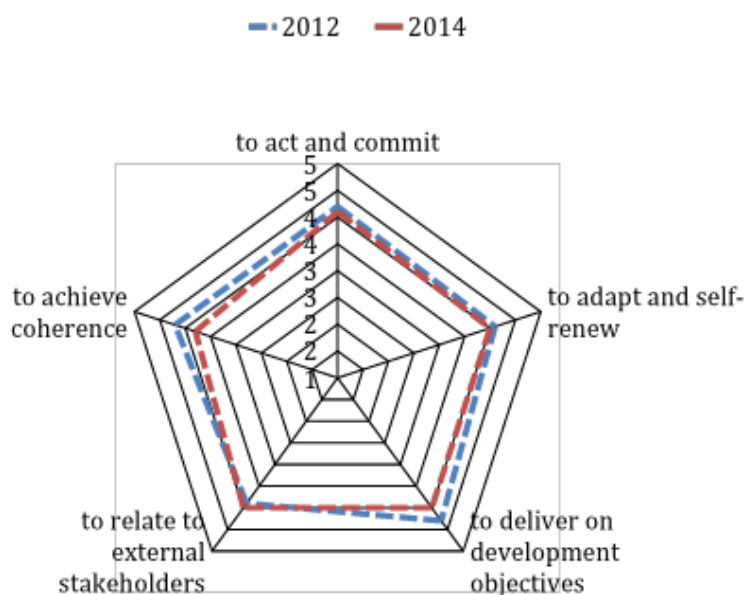 2012 2014
to act and commit
5
5
4
4
3
3
2
2
1
to achieve
coherence
to adapt and self-
renew
to relate to
external
stakeholders
to deliver on
development
objectives